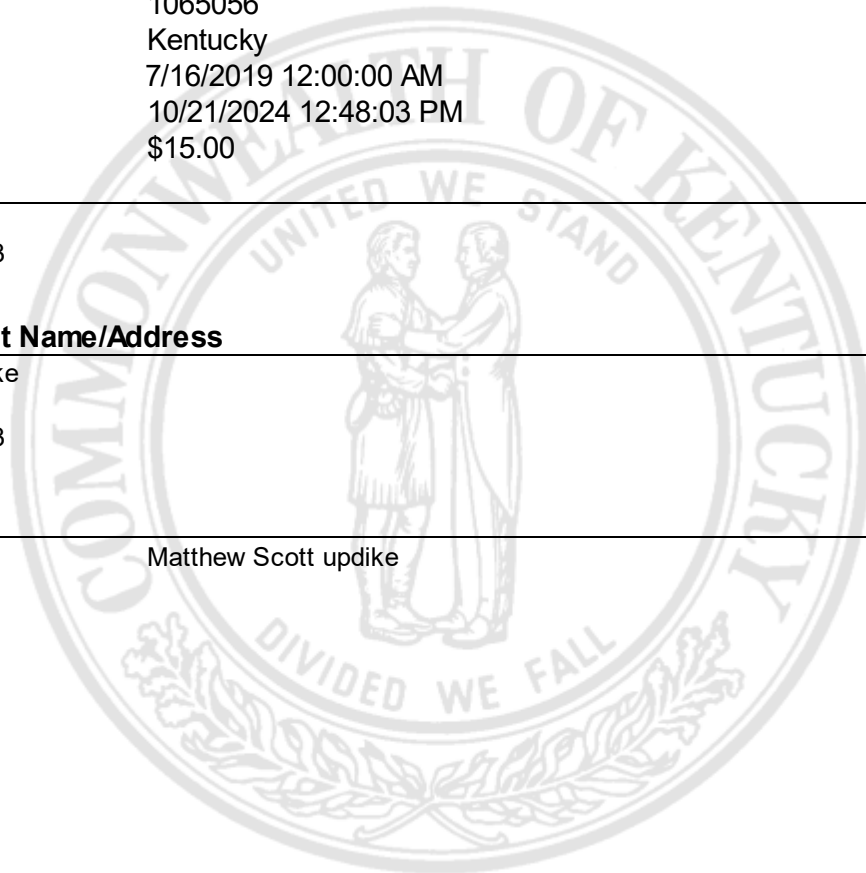 1065056
Kentucky
7/16/2019 12:00:00 AM
10/21/2024 12:48:03 PM
$15.00
3
t Name/Address
ke
3
Matthew Scott updike
COMMONWEALTH OF KENTUCKY
UNITED WE STAND
DIVIDED WE FALL